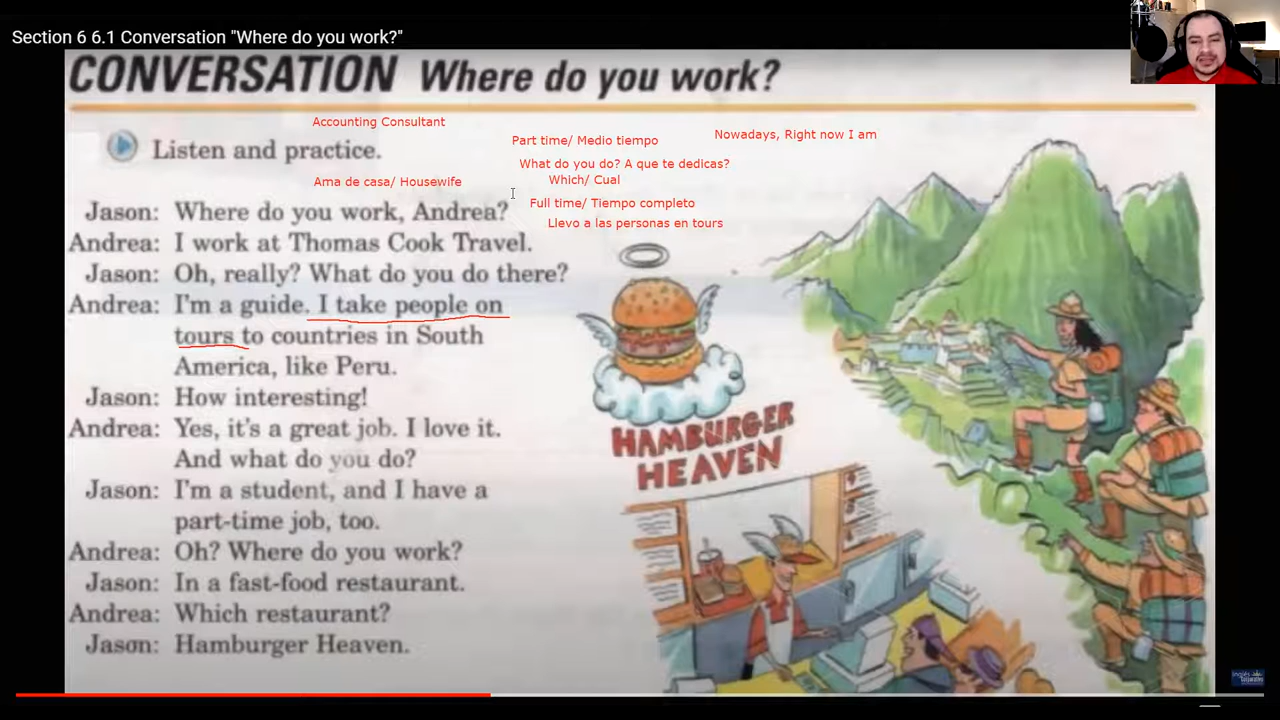 Section 6 6.1 Conversation "Where do you work?"
CONVERSATION Where do you work?
Accounting Consultant
Part time/ Medio tiempo
Nowadays, Right now I am
Listen and practice.
What do you do? A que te dedicas?
Which/ Cual
Ama de casa/ Housewife
Full time/ Tiempo completo
Llevo a las personas en tours
Jason: Where do you work, Andrea?
Andrea: I work at Thomas Cook Travel.
Jason: Oh, really? What do you do there?
Andrea: I'm a guide. I take people on
tours to countries in South
America, like Peru.
Jason: How interesting!
Andrea: Yes, it's a great job. I love it.
And what do you do?
Jason: I'm a student, and I have a
part-time job, too.
Andrea: Oh? Where do you work?
Jason: In a fast-food restaurant.
Andrea: Which restaurant?
Jason: Hamburger Heaven.
HAMBURGER
HEAVEN